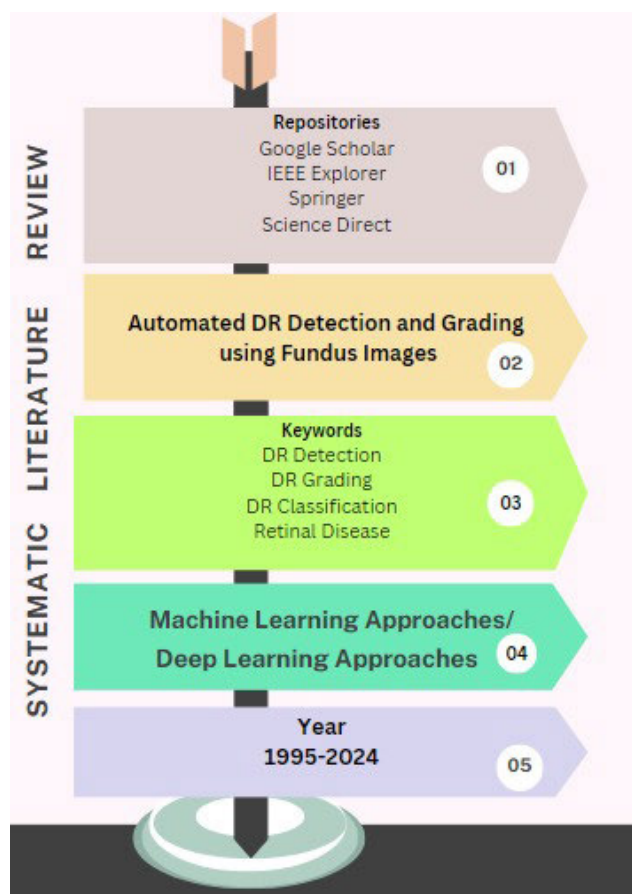 SYSTEMATIC LITERATURE REVIEW
Repositories
Google Scholar
IEEE Explorer
Springer
Science Direct
01
Automated DR Detection and Grading
using Fundus Images
02
Keywords
DR Detection
DR Grading
DR Classification
Retinal Disease
03
Machine Learning Approaches/
Deep Learning Approaches
04
Year
1995-2024
05